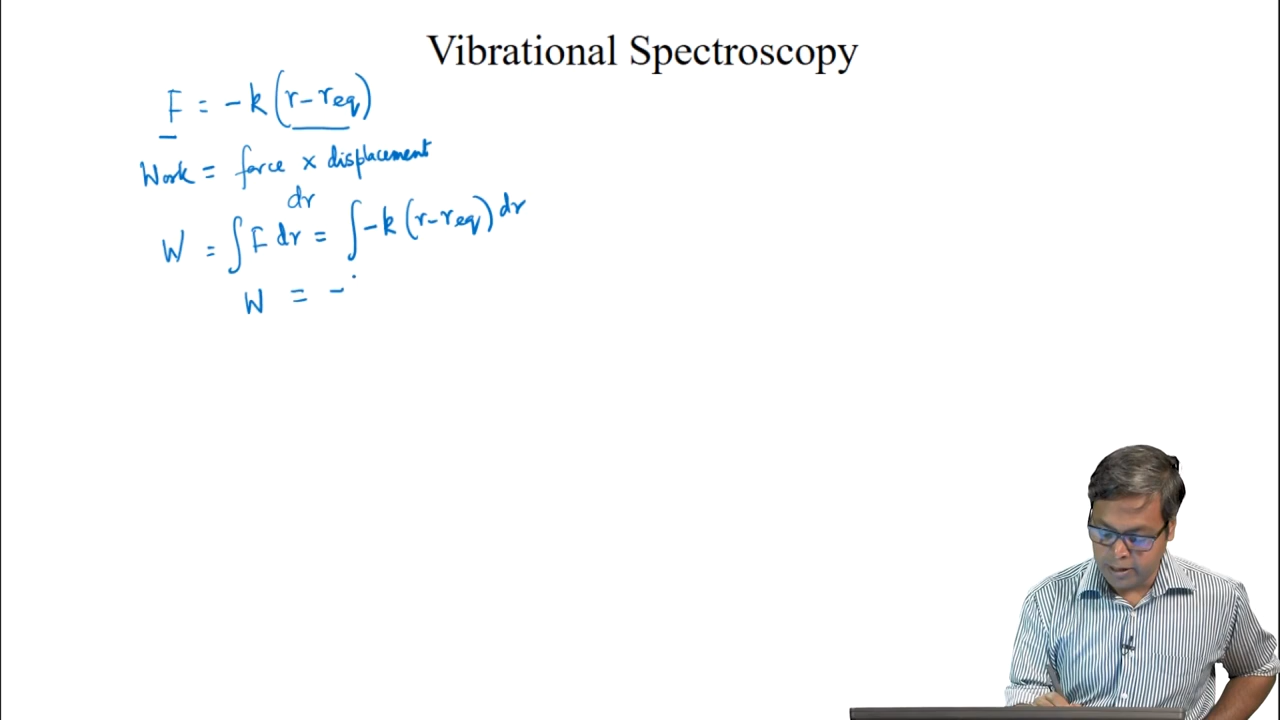 Vibrational Spectroscopy
F = -k(r-req)
Work = force × displacement
dr
W = ∫F dr = ∫-k(r-req) dr
W = -